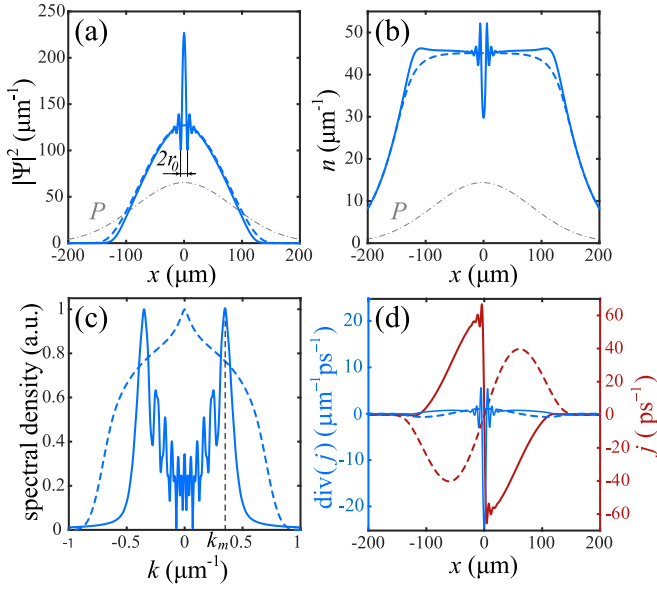 (a)
|Ψ|² (μm⁻¹)
250
200
150
100
50
0
2r₀
P
-200 -100 0 100 200
x (μm)
(b)
n (μm⁻¹)
50
40
30
20
10
0
P
-200 -100 0 100 200
x (μm)
(c)
spectral density (a.u.)
1
0.8
0.6
0.4
0.2
0
-1 -0.5 0 kₘ 0.5 1
k (μm⁻¹)
(d)
div(j) (μm⁻¹ps⁻¹)
20
10
0
-10
-20
j (ps⁻¹)
60
40
20
0
-20
-40
-60
-200 -100 0 100 200
x (μm)